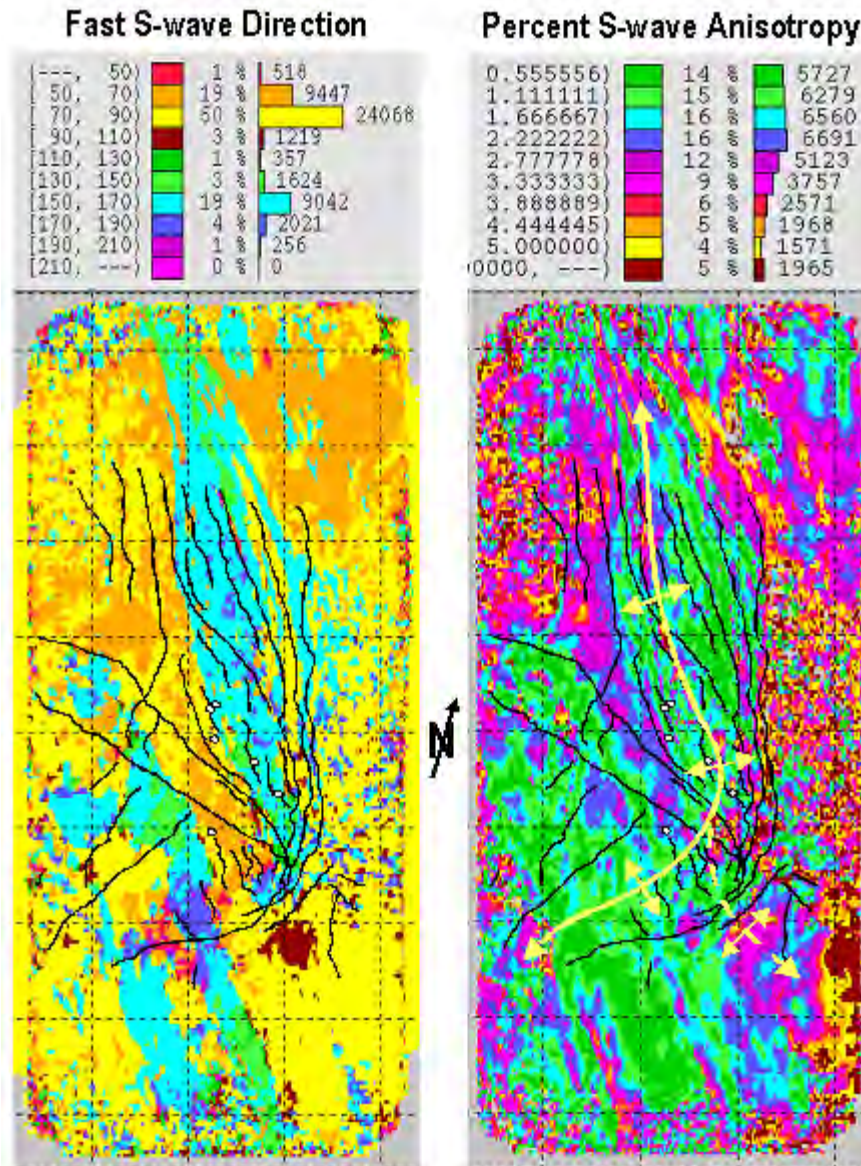 Fast S-wave Direction
(---, 50) 1 % 518
[ 50, 70) 19 % 9447
[ 70, 90) 50 % 24068
[ 90, 110) 3 % 1219
[110, 130) 1 % 357
[130, 150) 3 % 1624
[150, 170) 19 % 9042
[170, 190) 4 % 2021
[190, 210) 1 % 256
[210, ---) 0 % 0
Percent S-wave Anisotropy
0.555556) 14 % 5727
1.111111) 15 % 6279
1.666667) 16 % 6560
2.222222) 16 % 6691
2.777778) 12 % 5123
3.333333) 9 % 3757
3.888889) 6 % 2571
4.444445) 5 % 1968
5.000000) 4 % 1571
0000, ---) 5 % 1965
N